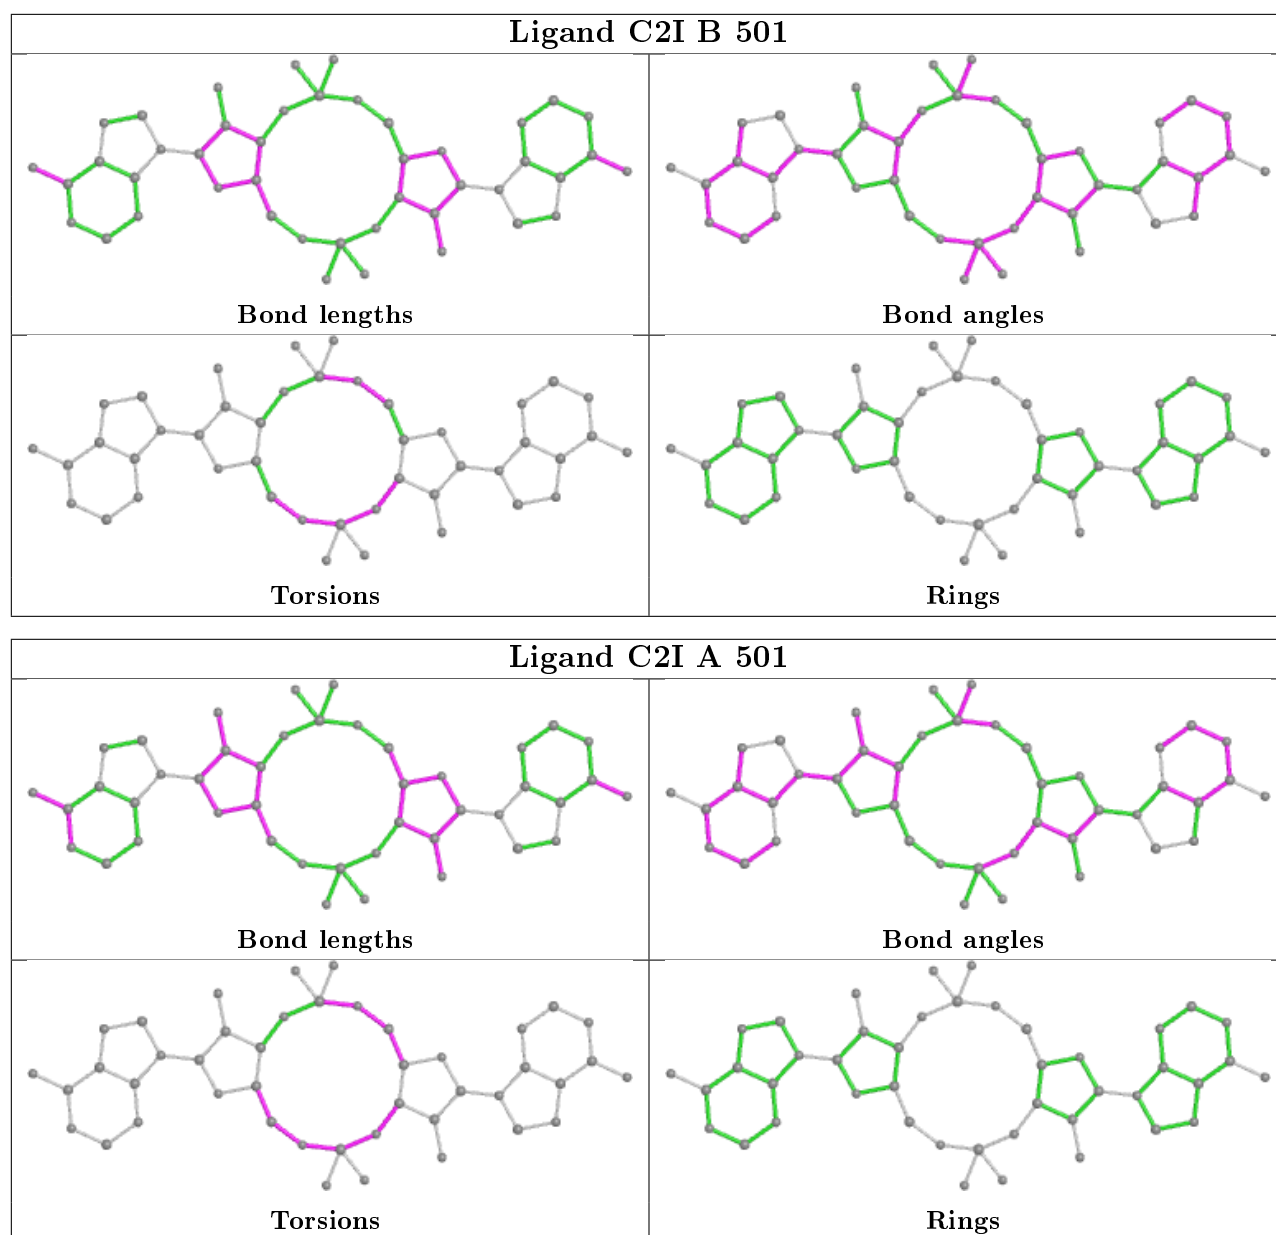 Ligand C2I B 501
Bond lengths
Bond angles
Torsions
Rings
Ligand C2I A 501
Bond lengths
Bond angles
Torsions
Rings